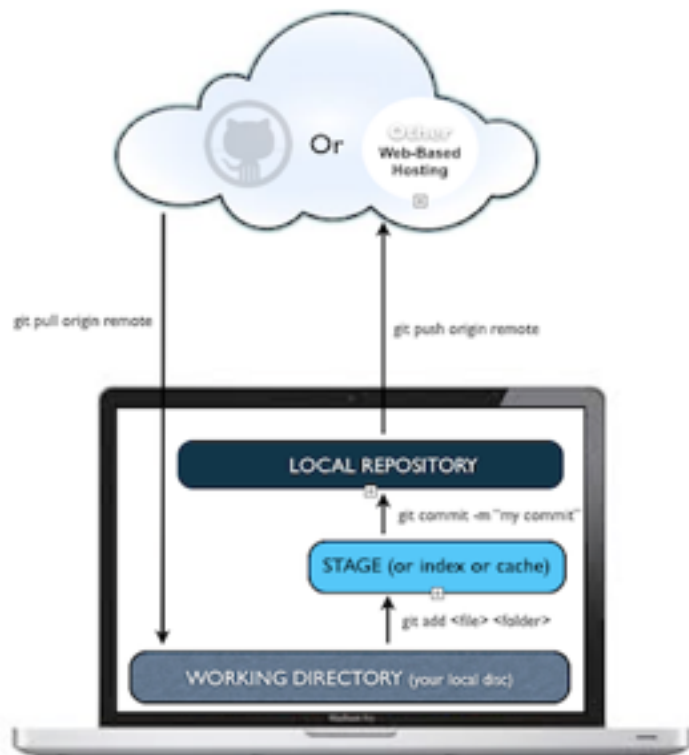 Or
Other
Web-Based
Hosting
git pull origin remote
git push origin remote
LOCAL REPOSITORY
git commit -m "my commit"
STAGE (or index or cache)
git add <file> <folder>
WORKING DIRECTORY (your local disc)